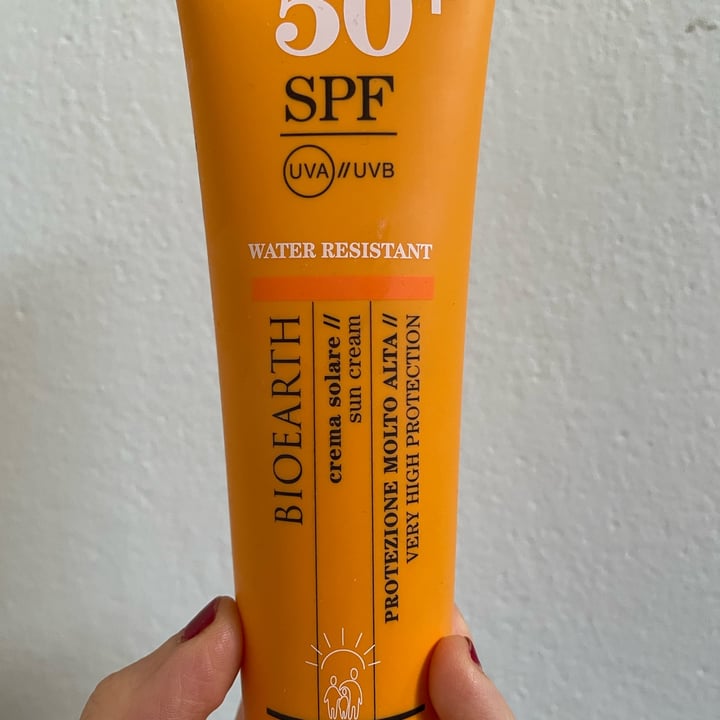 50+
SPF
UVA//UVB
WATER RESISTANT
BIOEARTH
crema solare //
sun cream
PROTEZIONE MOLTO ALTA //
VERY HIGH PROTECTION